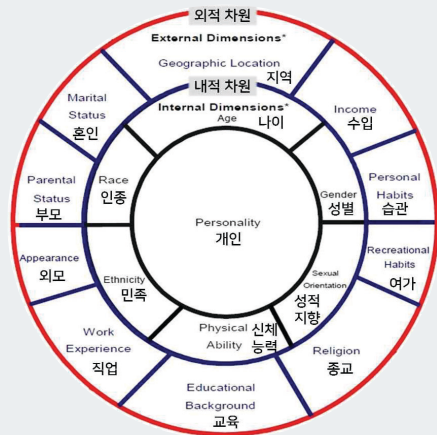 외적 차원
External Dimensions*
Geographic Location
지역
내적 차원
Internal Dimensions*
Age
나이
Marital
Status
혼인
Income
수입
Race
인종
Gender
성별
Parental
Status
부모
Personal
Habits
습관
Personality
개인
Appearance
외모
Recreational
Habits
여가
Ethnicity
민족
Sexual
Orientation
성적
지향
Physical
Ability
신체
능력
Work
Experience
직업
Religion
종교
Educational
Background
교육